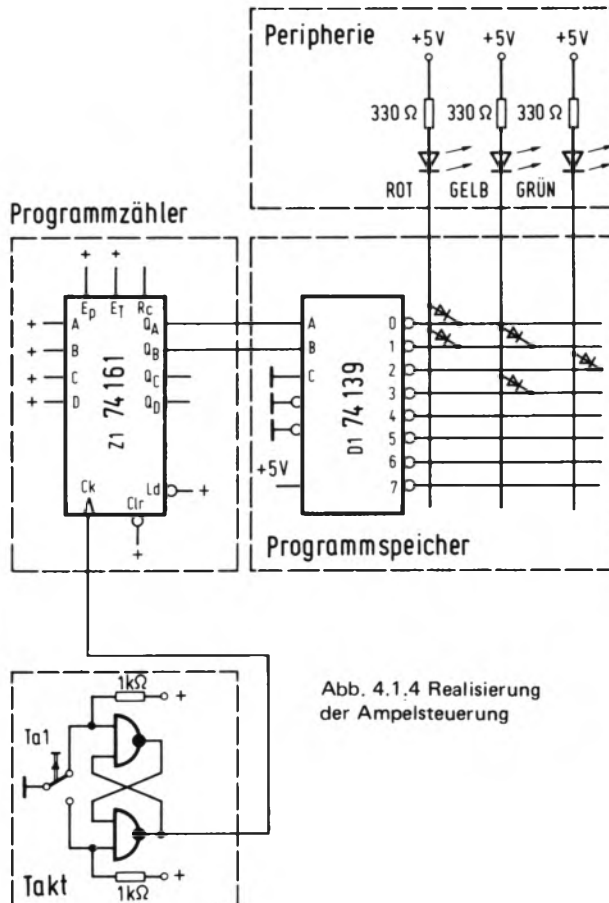 Peripherie
+5V +5V +5V
330 Ω 330 Ω 330 Ω
ROT GELB GRÜN
Programmzähler
+ +
Ep ET RC
+ A QA
+ B QB
+ C QC
+ D QD
Z1 74161
Ck Ld +
Clr
+
A 0
B 1
C 2
3
4
5
6
7
D1 74139
+5V
Programmspeicher
1kΩ
+
Ta1
1kΩ +
Takt
Abb. 4.1.4 Realisierung
der Ampelsteuerung